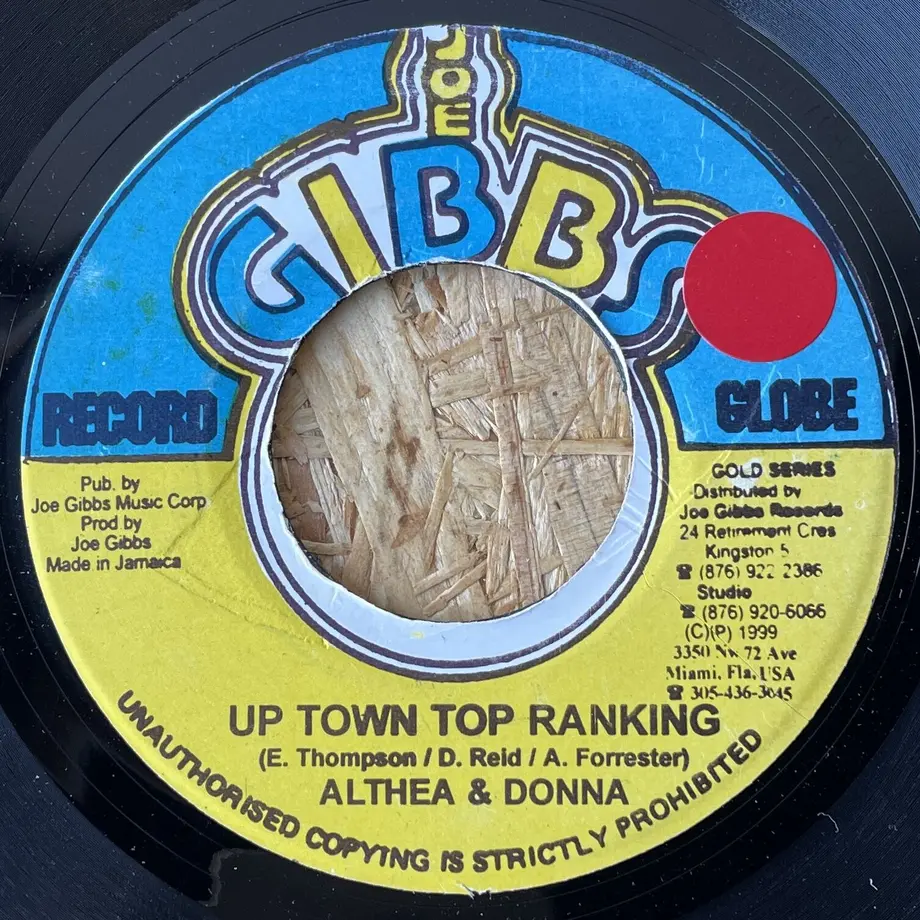 JOE
GIBBS
RECORD
GLOBE
Pub. by
Joe Gibbs Music Corp
Prod by
Joe Gibbs
Made in Jamaica
GOLD SERIES
Distributed by
Joe Gibbs Records
24 Retirement Cres
Kingston 5
☎ (876) 922 2386
Studio
☎ (876) 920-6066
(C)(P) 1999
3350 Nw 72 Ave
Miami, Fla, USA
☎ 305-436-3045
UP TOWN TOP RANKING
(E. Thompson / D. Reid / A. Forrester)
ALTHEA & DONNA
UNAUTHORISED COPYING IS STRICTLY PROHIBITED